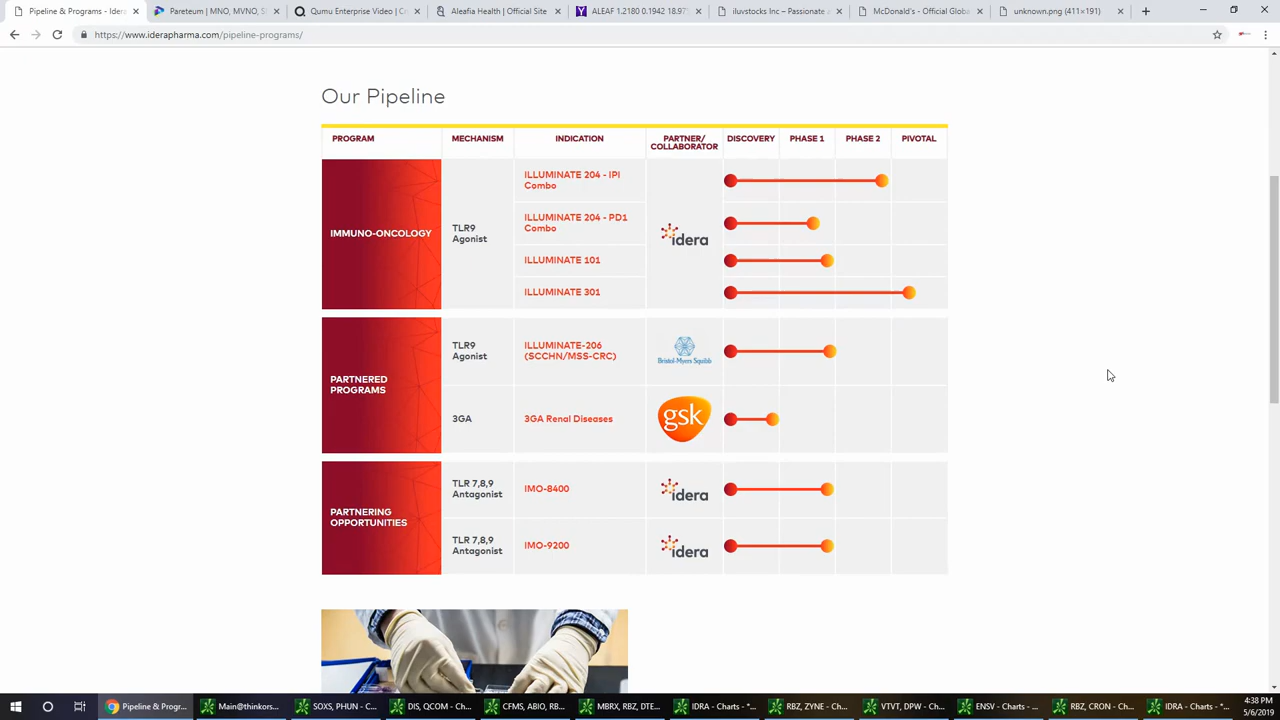 Pipeline & Programs - Idera
Pareteum | MNO, MVNO, S
Qumu Enterprise Video | C
Aleafia Health | Official Site
ALEAF 1.2180 0.1942 18.97
iluvstocks Inc – Passionate
McDonald's - Official Globa
unknown.png (411×191)
https://www.iderapharma.com/pipeline-programs/
Our Pipeline
PROGRAM
MECHANISM
INDICATION
PARTNER/
COLLABORATOR
DISCOVERY
PHASE 1
PHASE 2
PIVOTAL
IMMUNO-ONCOLOGY
TLR9
Agonist
ILLUMINATE 204 - IPI
Combo
ILLUMINATE 204 - PD1
Combo
ILLUMINATE 101
ILLUMINATE 301
idera
PARTNERED
PROGRAMS
TLR9
Agonist
ILLUMINATE-206
(SCCHN/MSS-CRC)
Bristol-Myers Squibb
3GA
3GA Renal Diseases
gsk
PARTNERING
OPPORTUNITIES
TLR 7,8,9
Antagonist
IMO-8400
idera
TLR 7,8,9
Antagonist
IMO-9200
idera
Pipeline & Progr...
Main@thinkors...
SOXS, PHUN - C...
DIS, QCOM - Cha...
CFMS, ABIO, RB...
MBRX, RBZ, DTE...
IDRA - Charts - "...
RBZ, ZYNE - Cha...
VTVT, DPW - Cha...
ENSV - Charts - "...
RBZ, CRON - Cha...
IDRA - Charts - "...
4:38 PM
5/6/2019